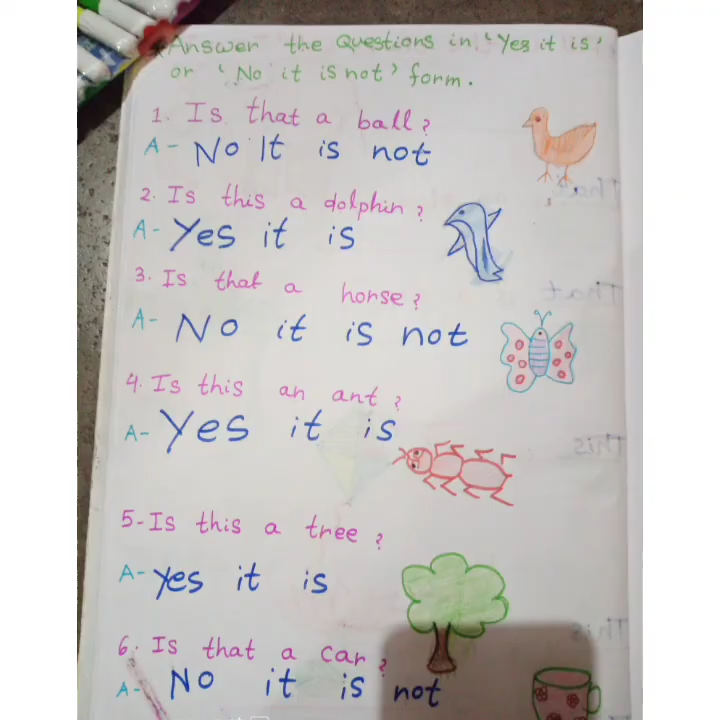 * Answer the Questions in 'Yes it is'
or 'No it is not' form.
1. Is that a ball?
A- No It is not
2. Is this a dolphin?
A- Yes it is
3. Is that a horse?
A- No it is not
4. Is this an ant?
A- Yes it is
5- Is this a tree?
A- yes it is
6. Is that a car?
A- No it is not